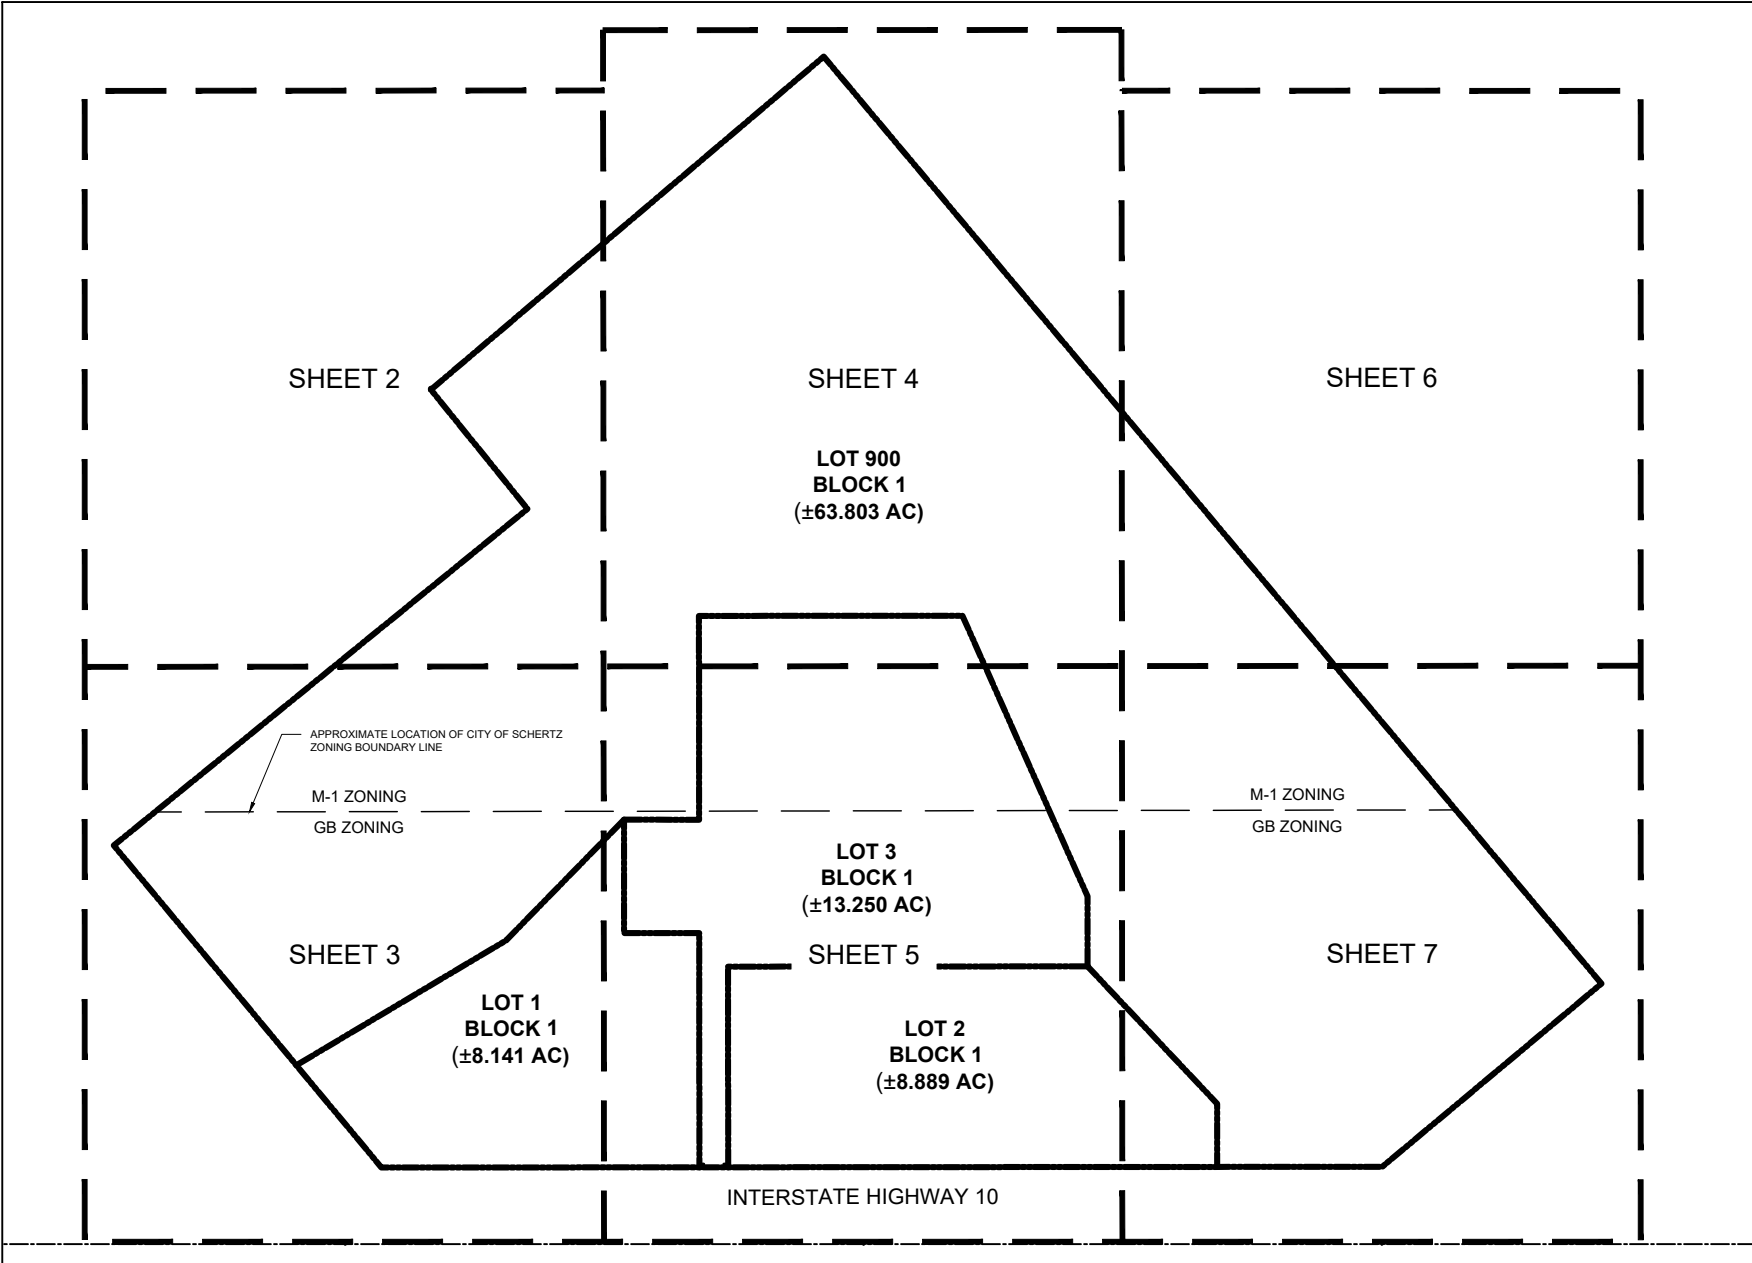 SHEET 2
SHEET 4
SHEET 6
LOT 900
BLOCK 1
(±63.803 AC)
APPROXIMATE LOCATION OF CITY OF SCHERTZ
ZONING BOUNDARY LINE
M-1 ZONING
GB ZONING
M-1 ZONING
GB ZONING
LOT 3
BLOCK 1
(±13.250 AC)
SHEET 3
SHEET 5
SHEET 7
LOT 1
BLOCK 1
(±8.141 AC)
LOT 2
BLOCK 1
(±8.889 AC)
INTERSTATE HIGHWAY 10